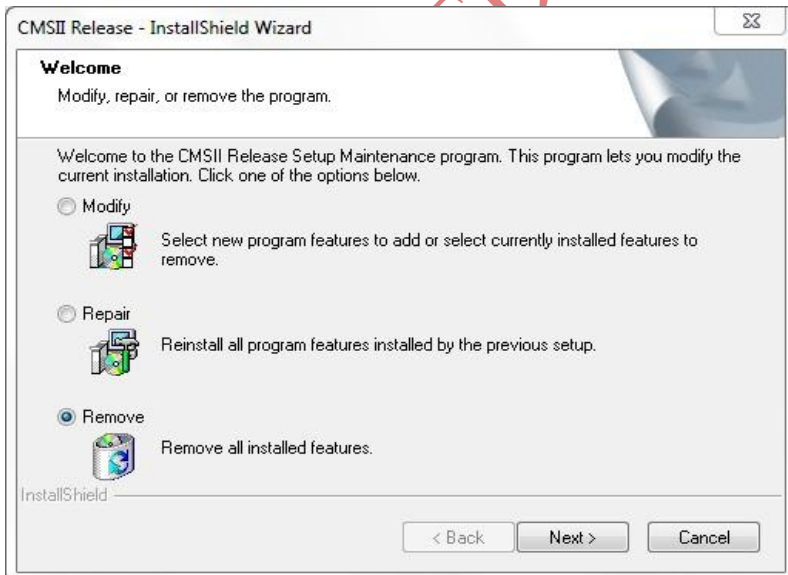 CMSII Release - InstallShield Wizard
Welcome
Modify, repair, or remove the program.
Welcome to the CMSII Release Setup Maintenance program. This program lets you modify the
current installation. Click one of the options below.
Modify
Select new program features to add or select currently installed features to
remove.
Repair
Reinstall all program features installed by the previous setup.
Remove
Remove all installed features.
InstallShield
< Back
Next >
Cancel